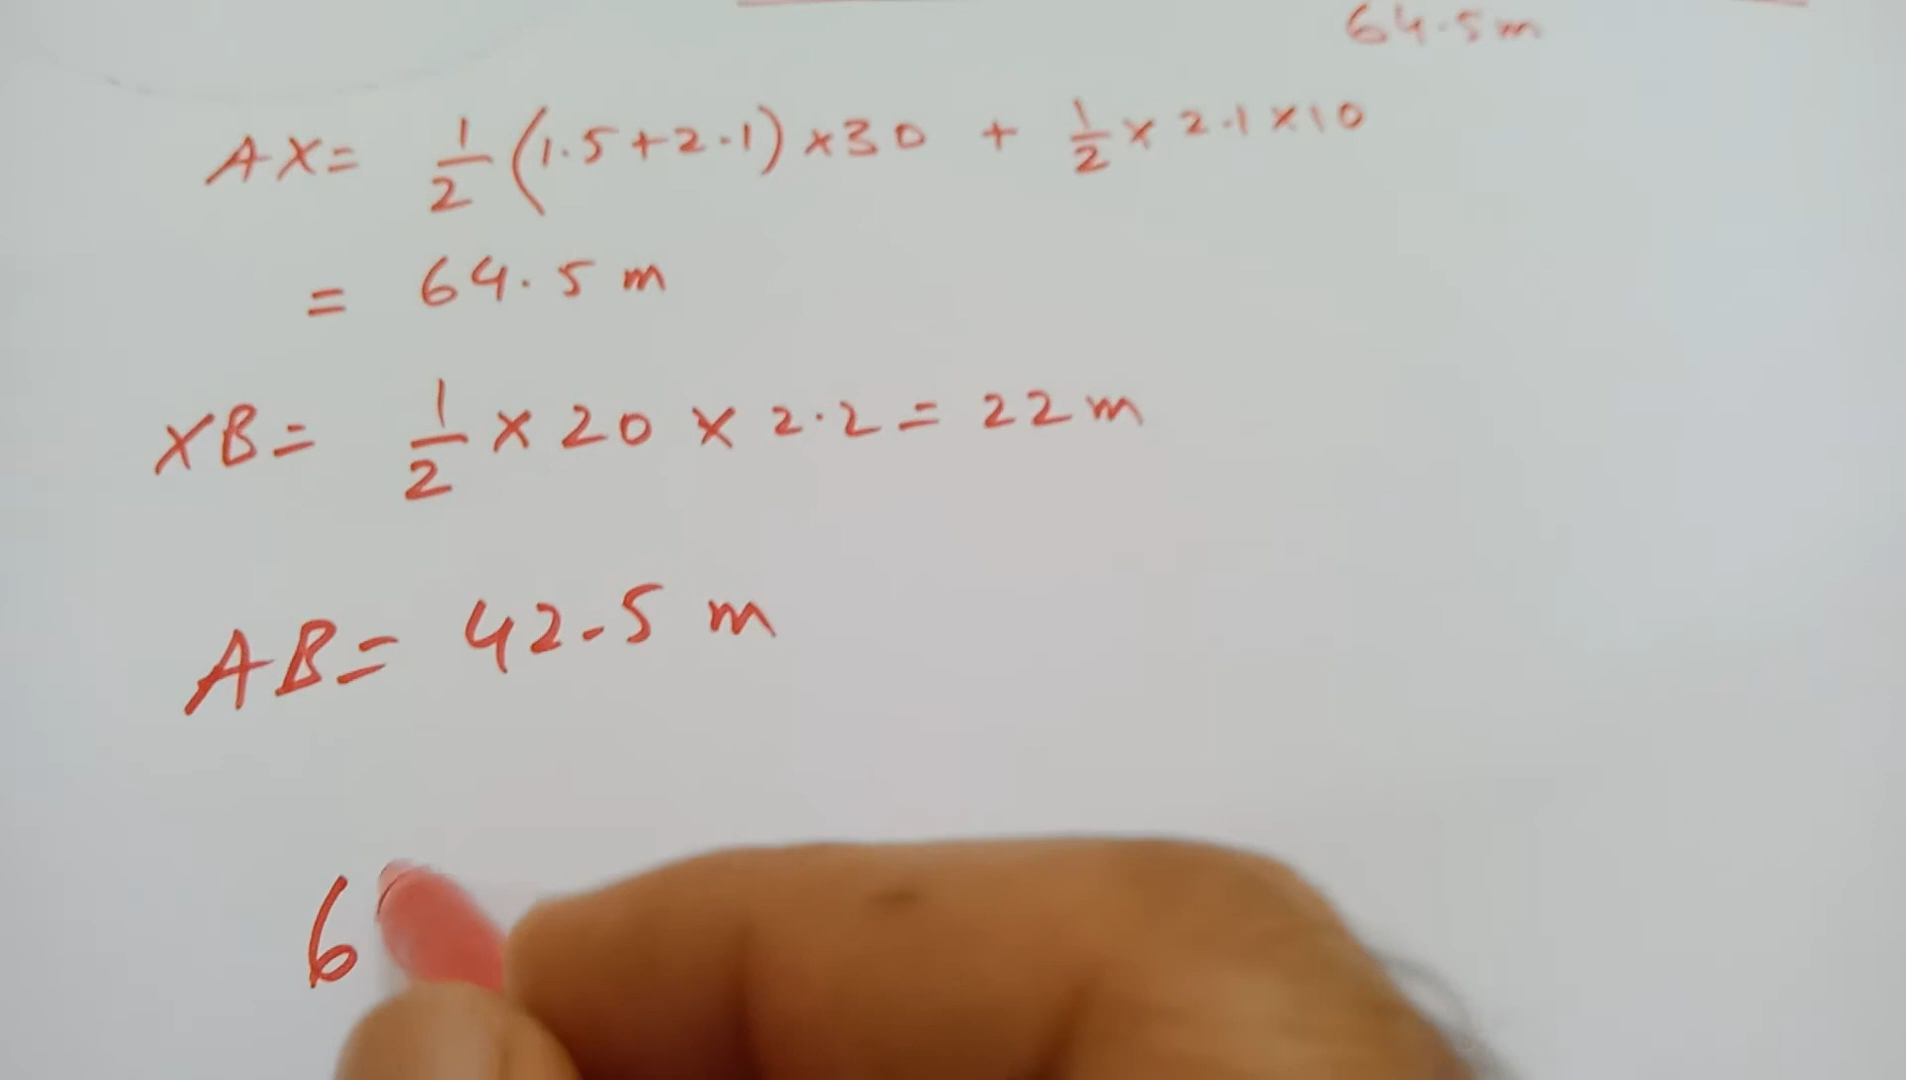 64.5m
AX= 1/2 (1.5+2.1) ×30 + 1/2 × 2.1 ×10
= 64.5 m
XB= 1/2 × 20 × 2.2 = 22 m
AB= 42.5 m
6